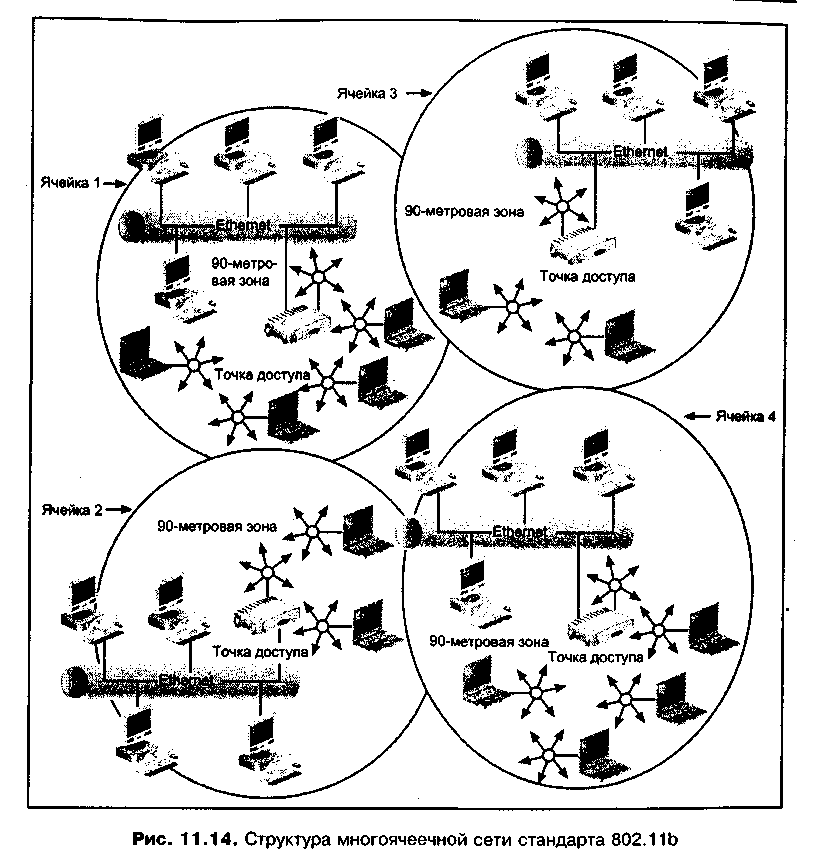 Ячейка 3
Ethernet
Ячейка 1
90-метровая зона
Ethernet
Точка доступа
90-метро-
вая зона
Точка доступа
Ячейка 4
Ячейка 2
90-метровая зона
Ethernet
Точка доступа
90-метровая зона
Точка доступа
Ethernet
Рис. 11.14. Структура многоячеечной сети стандарта 802.11b